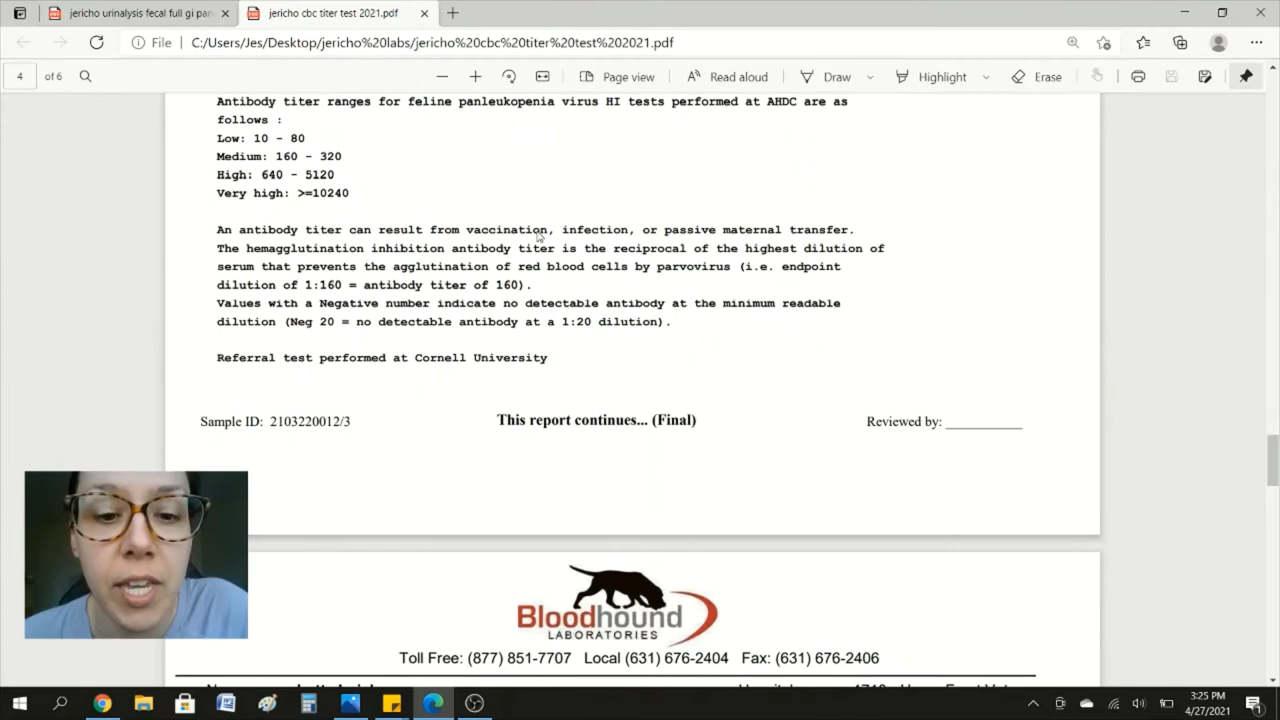 jericho urinalysis fecal full gi pan
jericho cbc titer test 2021.pdf
File
C:/Users/Jes/Desktop/jericho%20labs/jericho%20cbc%20titer%20test%202021.pdf
4 of 6
Page view
Read aloud
Draw
Highlight
Erase
Antibody titer ranges for feline panleukopenia virus HI tests performed at AHDC are as
follows :
Low: 10 - 80
Medium: 160 - 320
High: 640 - 5120
Very high: >=10240
An antibody titer can result from vaccination, infection, or passive maternal transfer.
The hemagglutination inhibition antibody titer is the reciprocal of the highest dilution of
serum that prevents the agglutination of red blood cells by parvovirus (i.e. endpoint
dilution of 1:160 = antibody titer of 160).
Values with a Negative number indicate no detectable antibody at the minimum readable
dilution (Neg 20 = no detectable antibody at a 1:20 dilution).
Referral test performed at Cornell University
Sample ID: 2103220012/3
This report continues... (Final)
Reviewed by:
Bloodhound
LABORATORIES
Toll Free: (877) 851-7707 Local (631) 676-2404 Fax: (631) 676-2406
3:25 PM
4/27/2021